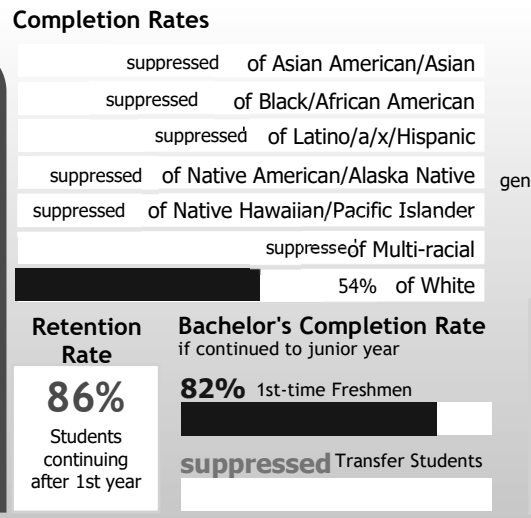 Completion Rates
suppressed of Asian American/Asian
suppressed of Black/African American
suppressed of Latino/a/x/Hispanic
suppressed of Native American/Alaska Native
gen
suppressed of Native Hawaiian/Pacific Islander
suppresse of Multi-racial
54% of White
Retention
Rate
86%
Students
continuing
after 1st year
Bachelor's Completion Rate
if continued to junior year
82% 1st-time Freshmen
suppressed Transfer Students